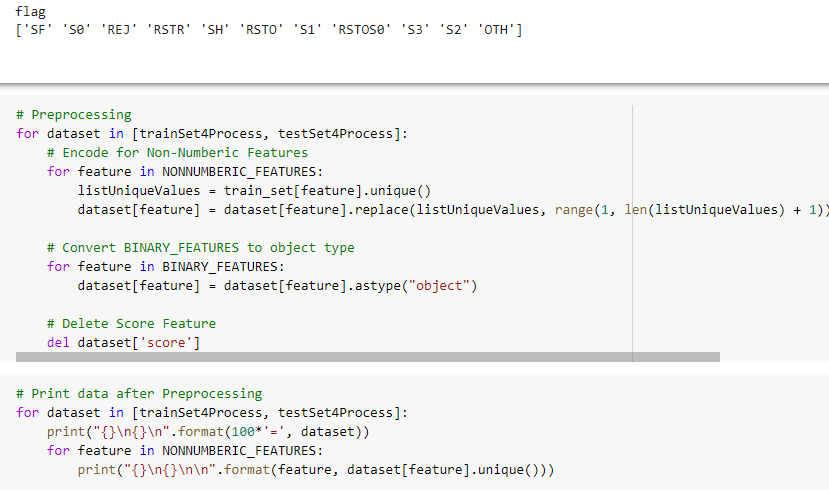 flag
['SF' 'S0' 'REJ' 'RSTR' 'SH' 'RSTO' 'S1' 'RSTOS0' 'S3' 'S2' 'OTH']
# Preprocessing
for dataset in [trainSet4Process, testSet4Process]:
    # Encode for Non-Numberic Features
    for feature in NONNUMBERIC_FEATURES:
        listUniqueValues = train_set[feature].unique()
        dataset[feature] = dataset[feature].replace(listUniqueValues, range(1, len(listUniqueValues) + 1))
    # Convert BINARY_FEATURES to object type
    for feature in BINARY_FEATURES:
        dataset[feature] = dataset[feature].astype("object")
    # Delete Score Feature
    del dataset['score']
# Print data after Preprocessing
for dataset in [trainSet4Process, testSet4Process]:
    print("{}\n{}\n".format(100*'=', dataset))
    for feature in NONNUMBERIC_FEATURES:
        print("{}\n{}\n\n".format(feature, dataset[feature].unique()))